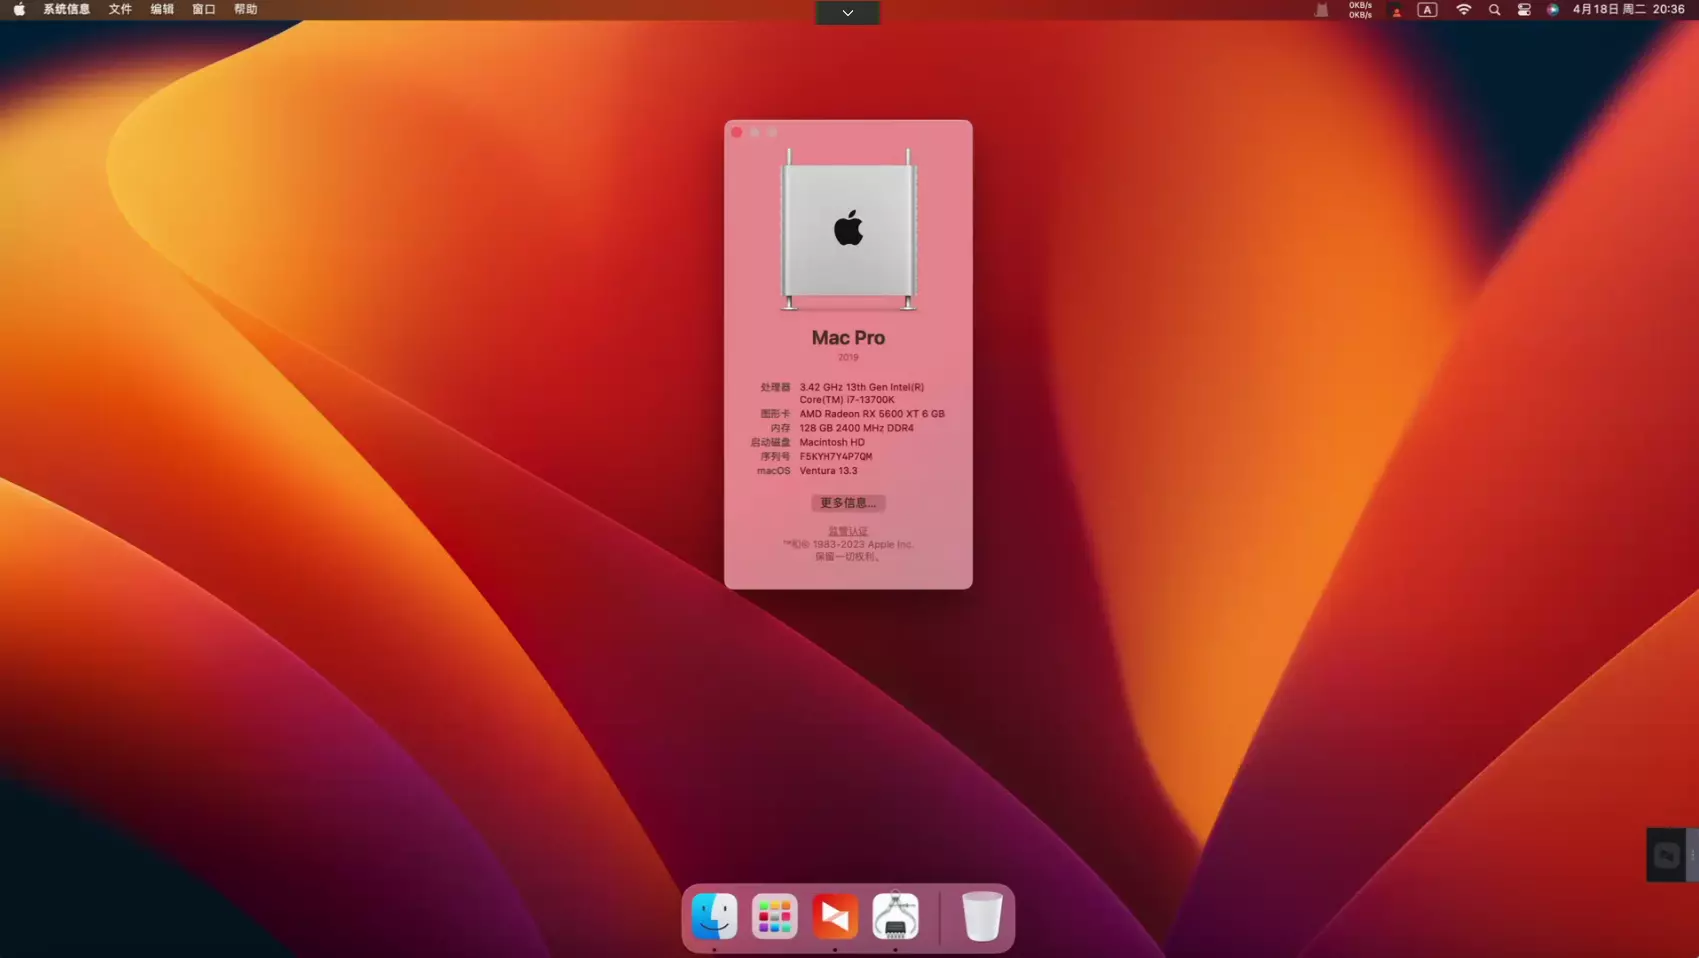 系统信息 文件 编辑 窗口 帮助
0KB/s
0KB/s
A
4月18日 周二 20:36
Mac Pro
2019
处理器 3.42 GHz 13th Gen Intel(R)
Core(TM) i7-13700K
图形卡 AMD Radeon RX 5600 XT 6 GB
内存 128 GB 2400 MHz DDR4
启动磁盘 Macintosh HD
序列号 F5KYH7Y4P7QM
macOS Ventura 13.3
更多信息...
监管认证
™和© 1983-2023 Apple Inc.
保留一切权利。